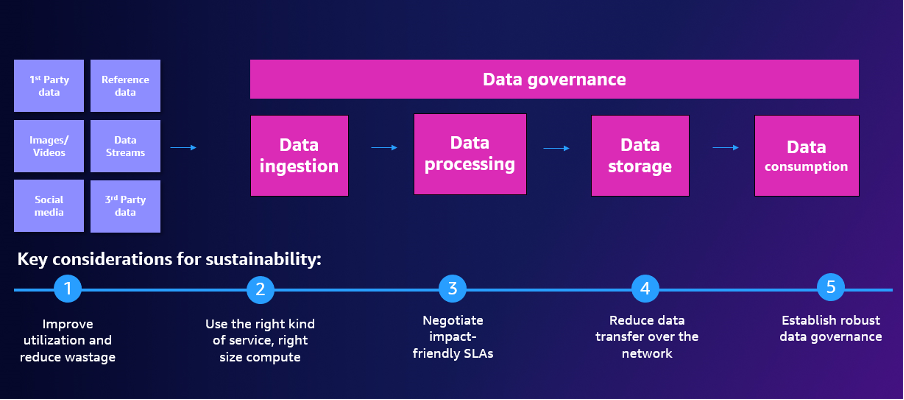 1st Party
data
Reference
data
Images/
Videos
Data
Streams
Social
media
3rd Party
data
Data governance
Data
ingestion
Data
processing
Data
storage
Data
consumption
Key considerations for sustainability:
1
Improve
utilization and
reduce wastage
2
Use the right kind
of service, right
size compute
3
Negotiate
impact-
friendly SLAs
4
Reduce data
transfer over the
network
5
Establish robust
data governance